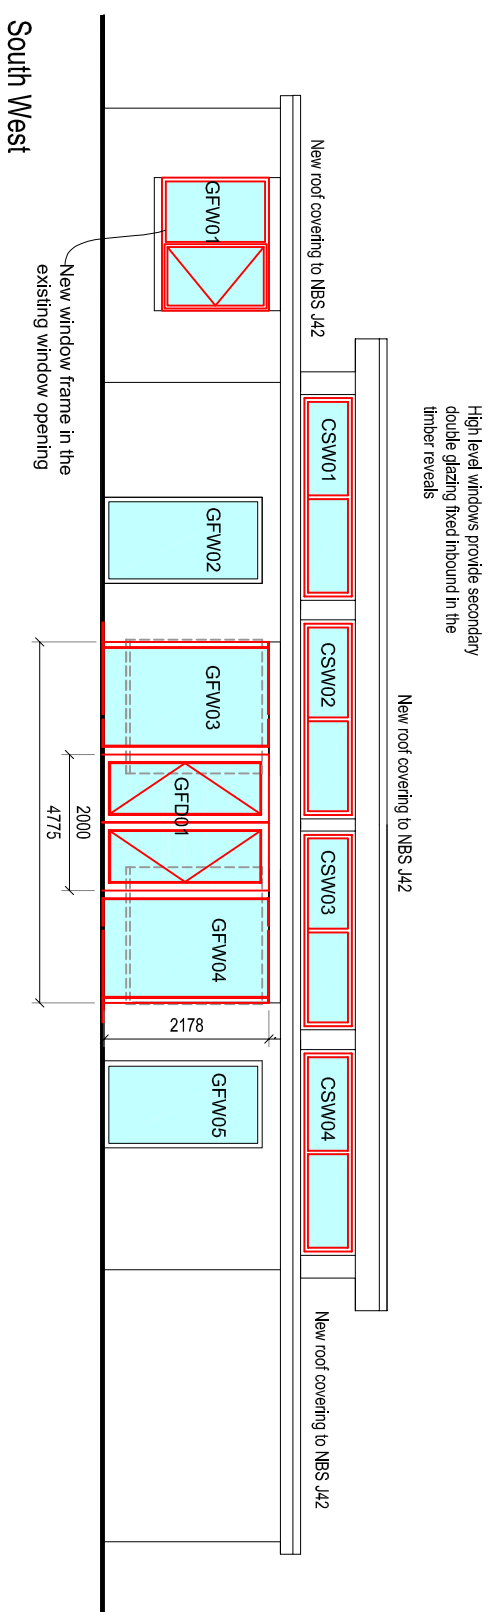 High level windows provide secondary
double glazing fixed inbound in the
timber reveals
New roof covering to NBS J42
New roof covering to NBS J42
New roof covering to NBS J42
CSW01
CSW02
CSW03
CSW04
GFW01
GFW02
GFW03
GFD01
GFW04
GFW05
2178
2000
4775
New window frame in the
existing window opening
South West